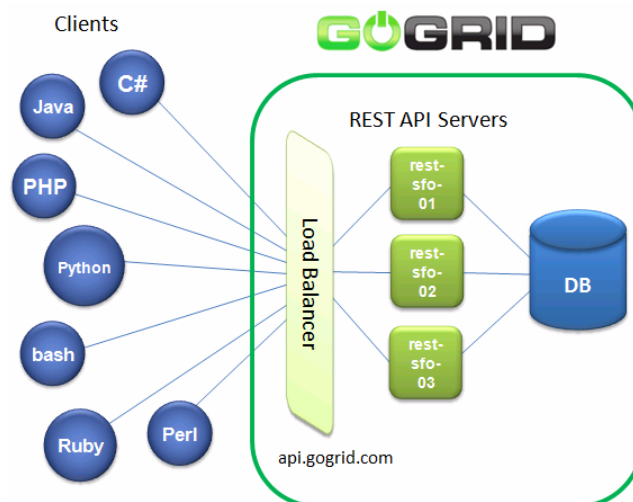 Clients
GOGRID
C#
Java
PHP
Python
bash
Ruby
Perl
REST API Servers
Load Balancer
rest-
sfo-
01
rest-
sfo-
02
rest-
sfo-
03
DB
api.gogrid.com